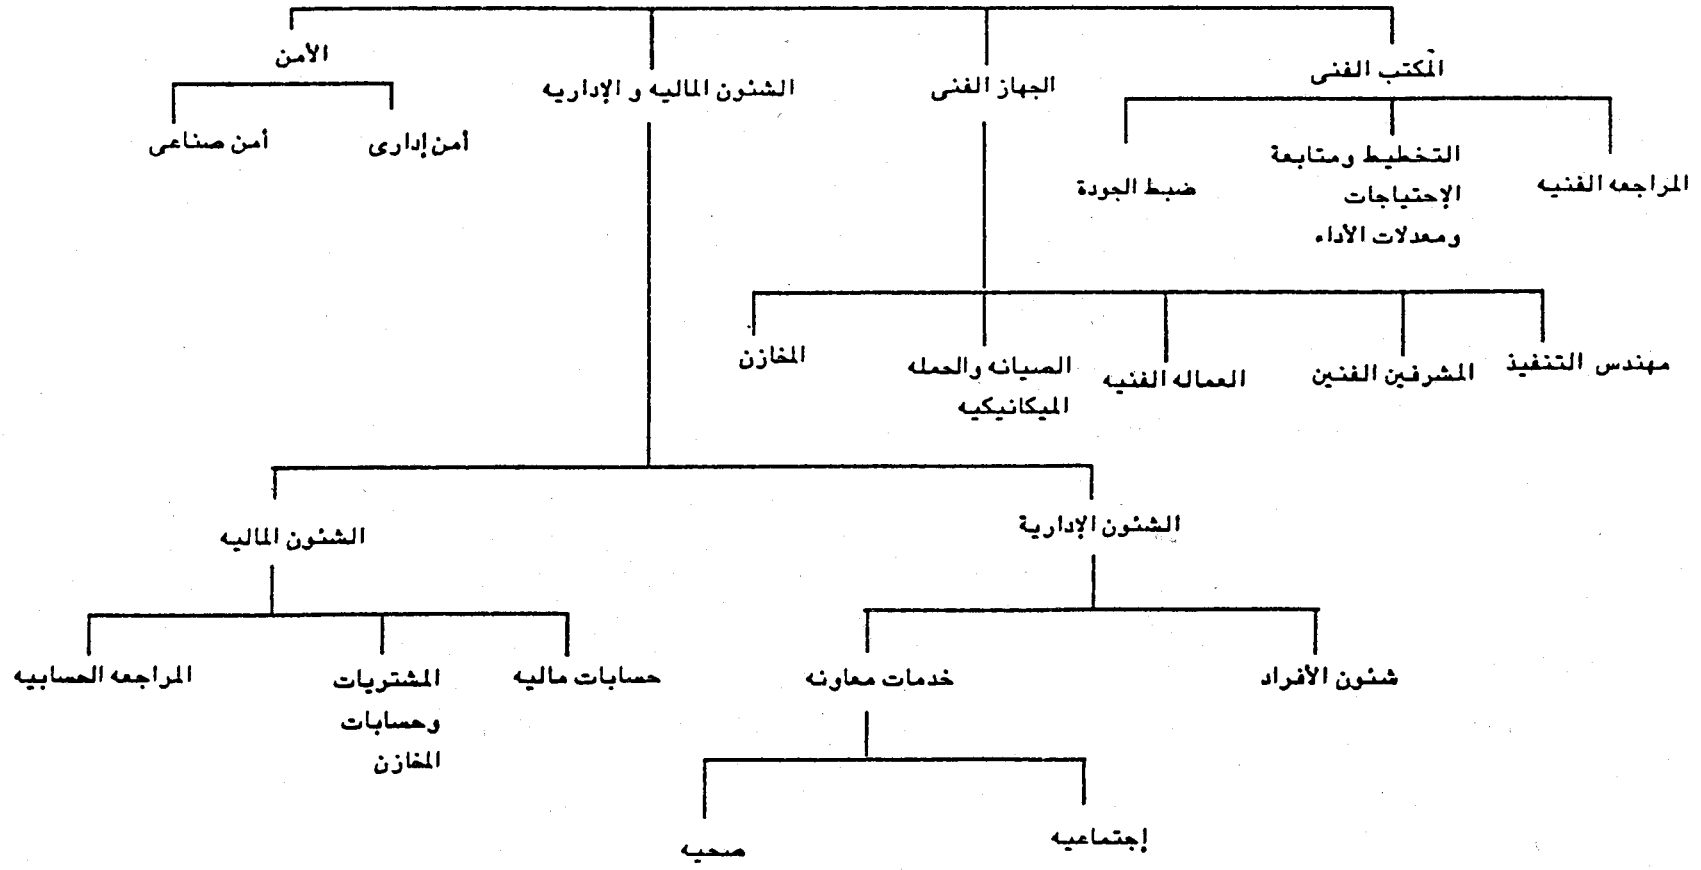 المكتب الفنى
الجهاز الفنى
الشئون الماليه و الإداريه
الأمن
المراجعه الفنيه
التخطيط ومتابعة
الإحتياجات
ومعدلات الأداء
ضبط الجودة
أمن إدارى
أمن صناعى
مهندس التنفيذ
المشرفين الفنين
العماله الفنيه
الصيانه والحمله
الميكانيكيه
المخازن
الشئون الإدارية
الشئون الماليه
شئون الأفراد
خدمات معاونه
حسابات ماليه
المشتريات
وحسابات
المخازن
المراجعه الحسابيه
إجتماعيه
صحيه